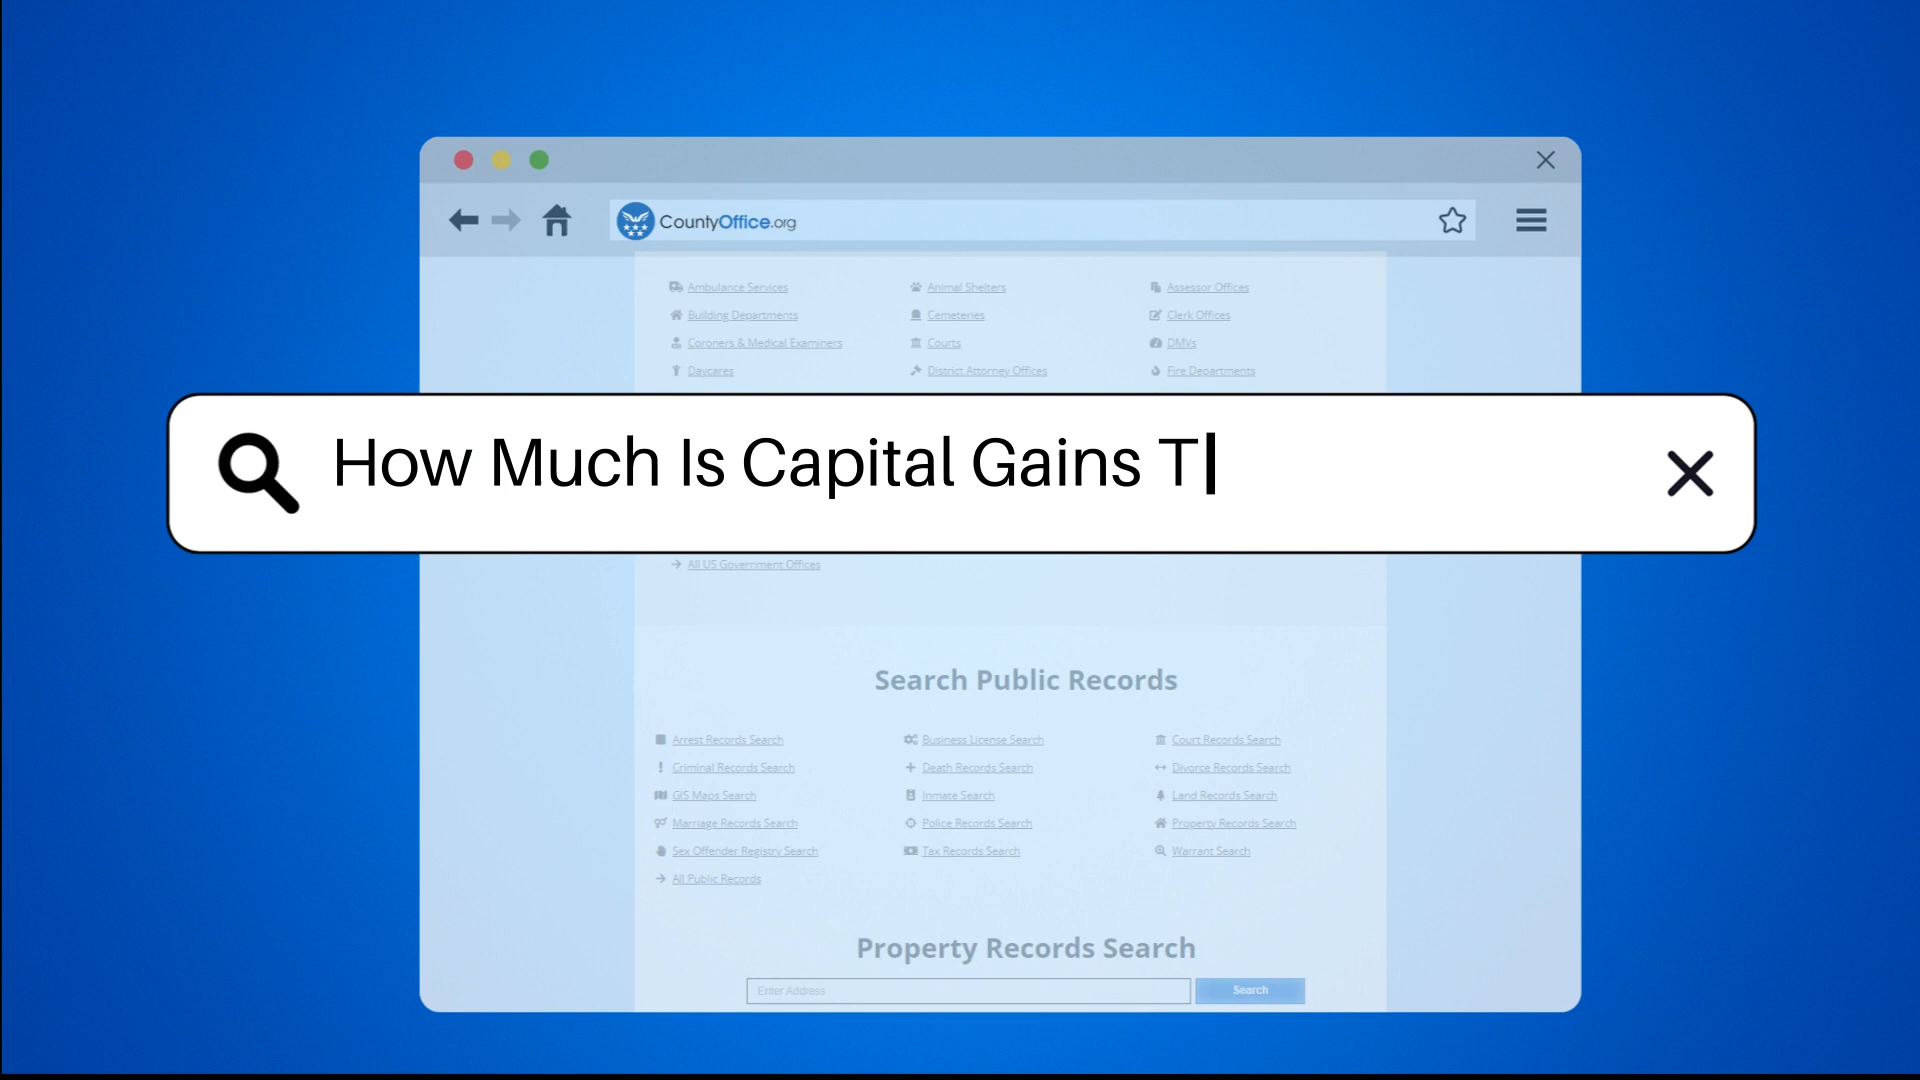 CountyOffice.org
Ambulance Services Animal Shelters Assessor Offices
Building Departments Cemeteries Clerk Offices
Coroners & Medical Examiners Courts DMVs
Daycares District Attorney Offices Fire Departments
How Much Is Capital Gains T
All US Government Offices
Search Public Records
Arrest Records Search Business License Search Court Records Search
Criminal Records Search Death Records Search Divorce Records Search
GIS Maps Search Inmate Search Land Records Search
Marriage Records Search Police Records Search Property Records Search
Sex Offender Registry Search Tax Records Search Warrant Search
All Public Records
Property Records Search
Enter Address Search